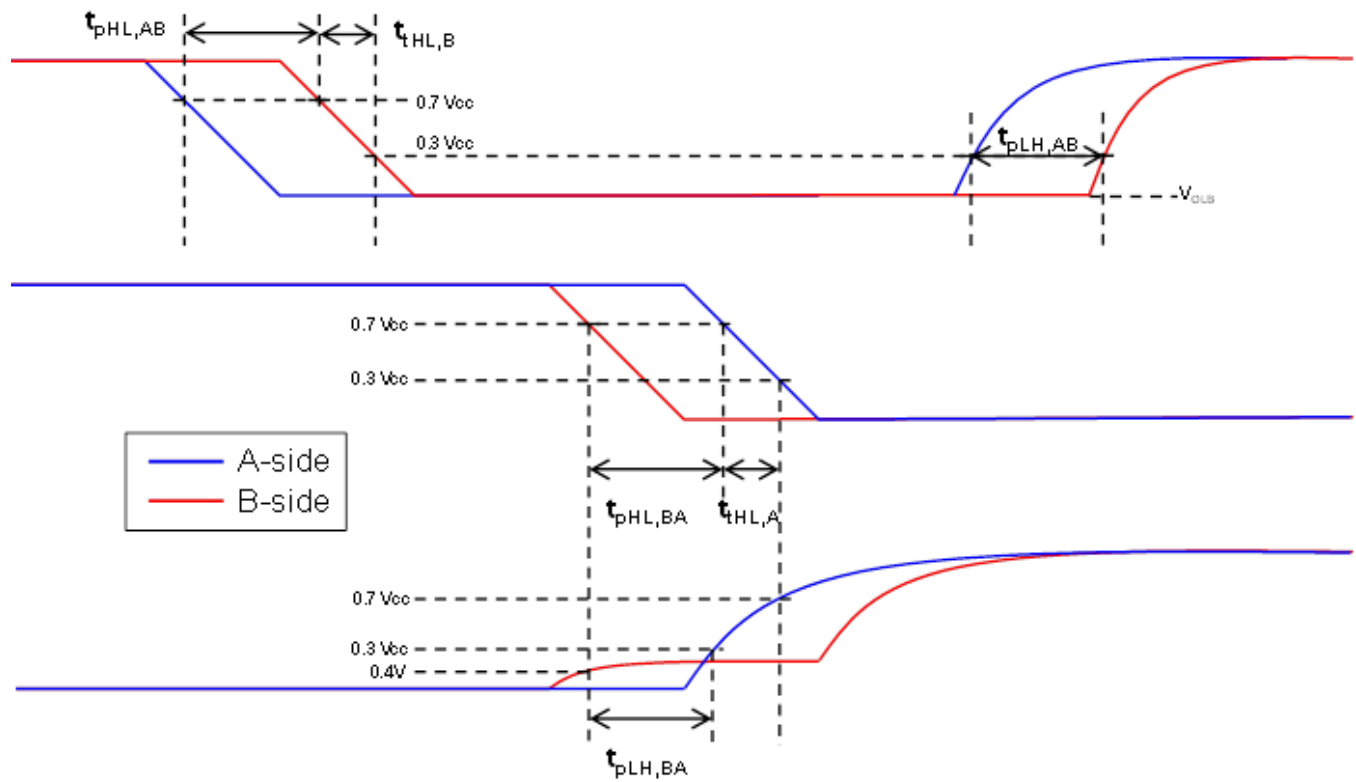 tpHL,AB
ttHL,B
0.7 Vcc
0.3 Vcc
tpLH,AB
VOLB
0.7 Vcc
0.3 Vcc
A-side
B-side
tpHL,BA
ttHL,A
0.7 Vcc
0.3 Vcc
0.4V
tpLH,BA